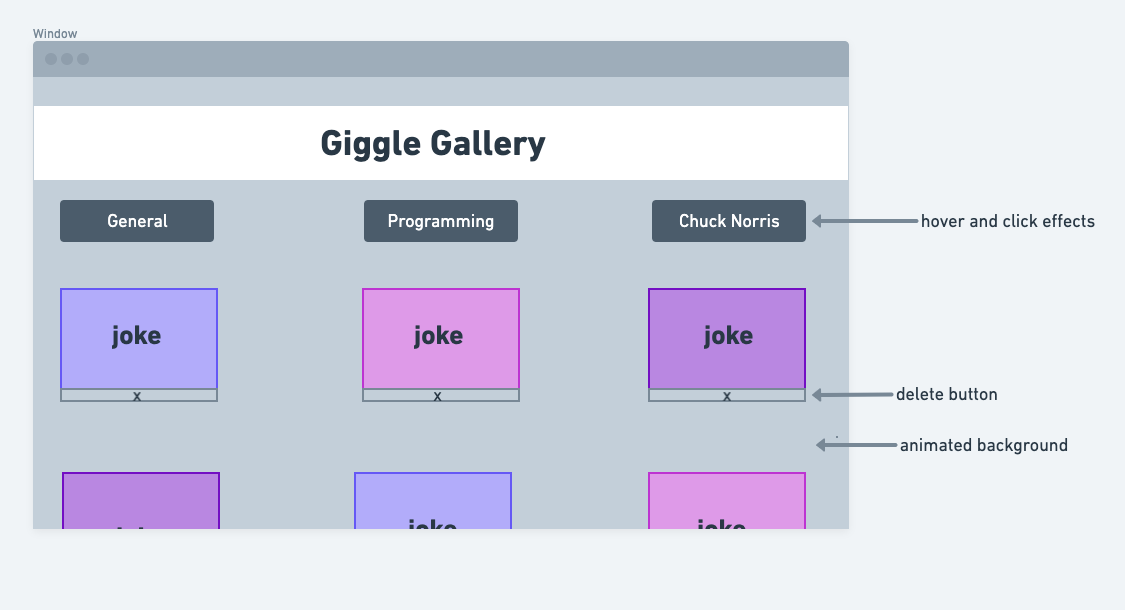 Window
Giggle Gallery
General
Programming
Chuck Norris
hover and click effects
joke
joke
joke
x
x
x
delete button
animated background
joke
joke